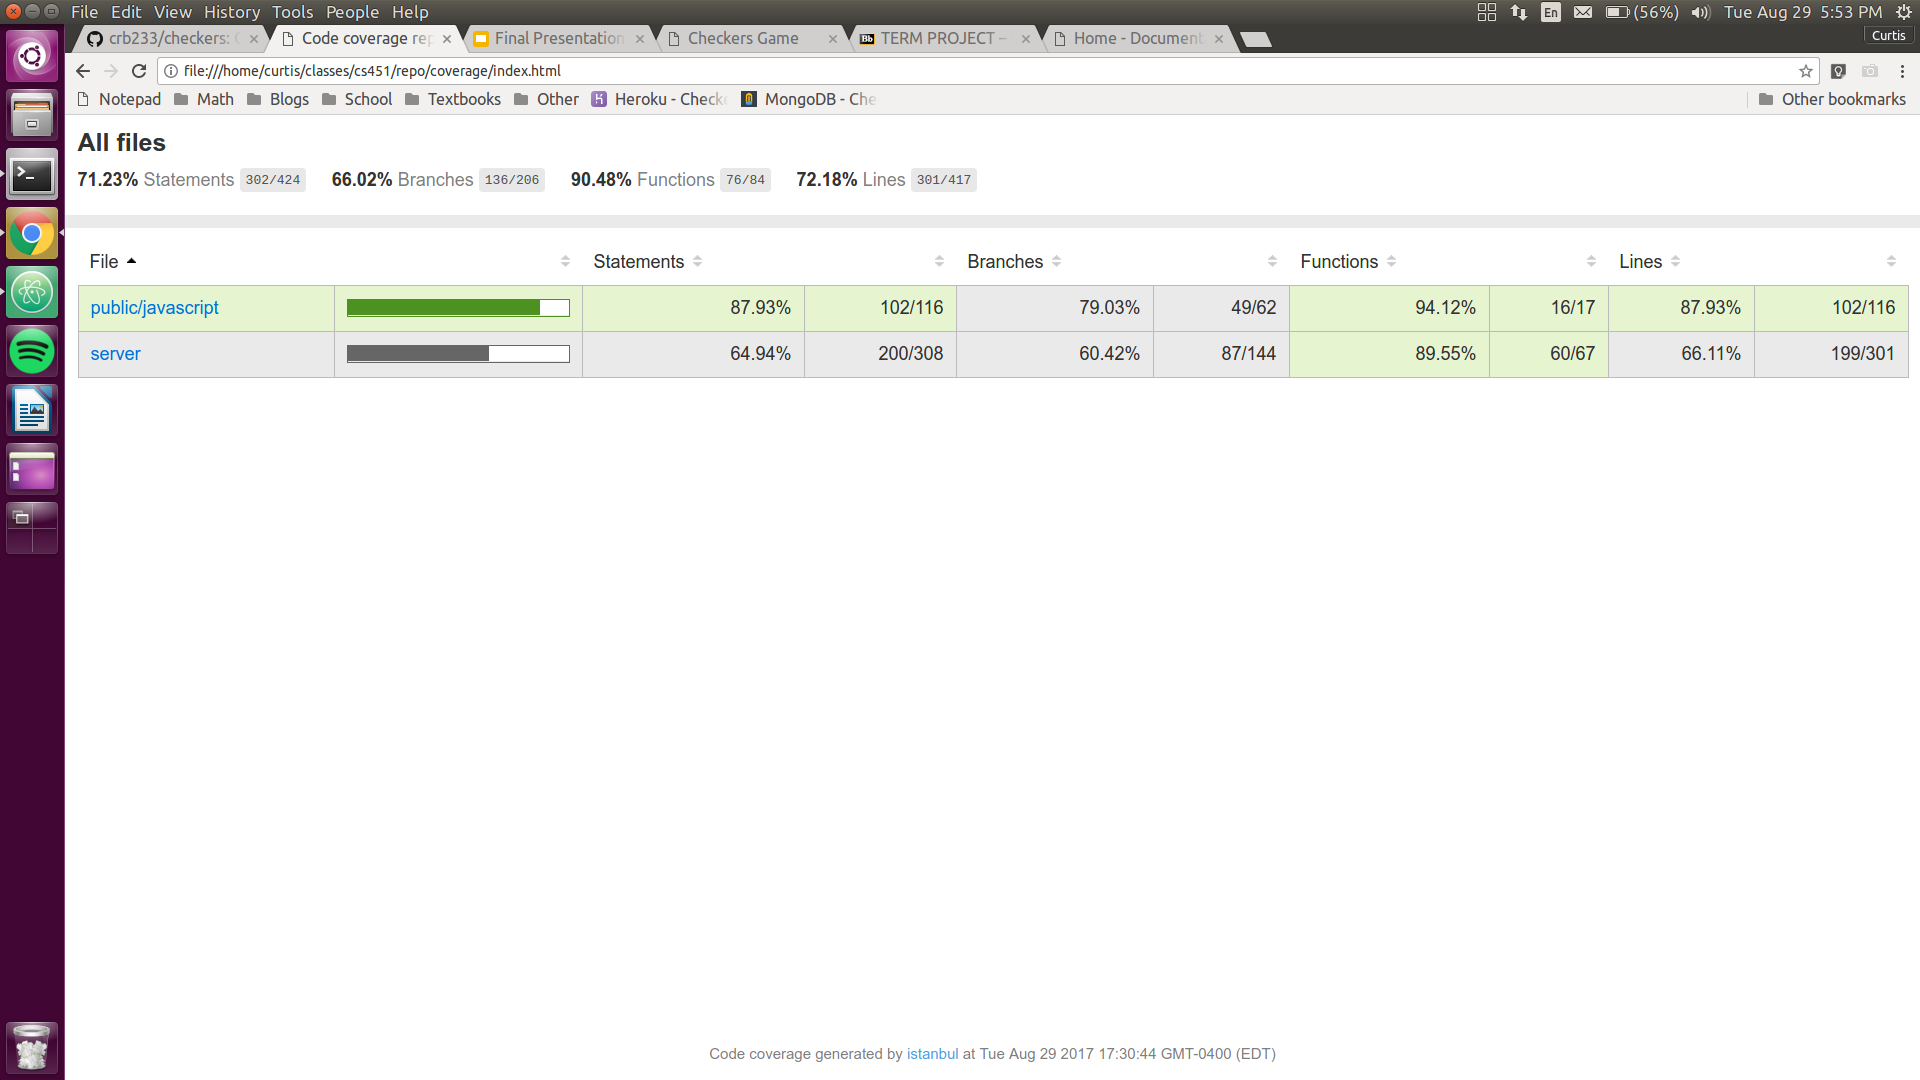 File Edit View History Tools People Help
En (56%) Tue Aug 29 5:53 PM
crb233/checkers: Code coverage rep Final Presentation Checkers Game Bb TERM PROJECT – Home - Document
Curtis
file:///home/curtis/classes/cs451/repo/coverage/index.html
Notepad Math Blogs Blogs School Textbooks Other Heroku - Checke MongoDB - Che Other bookmarks
All files
71.23% Statements 302/424 66.02% Branches 136/206 90.48% Functions 76/84 72.18% Lines 301/417
File Statements Branches Functions Lines
public/javascript 87.93% 102/116 79.03% 49/62 94.12% 16/17 87.93% 102/116
server 64.94% 200/308 60.42% 87/144 89.55% 60/67 66.11% 199/301
Code coverage generated by istanbul at Tue Aug 29 2017 17:30:44 GMT-0400 (EDT)